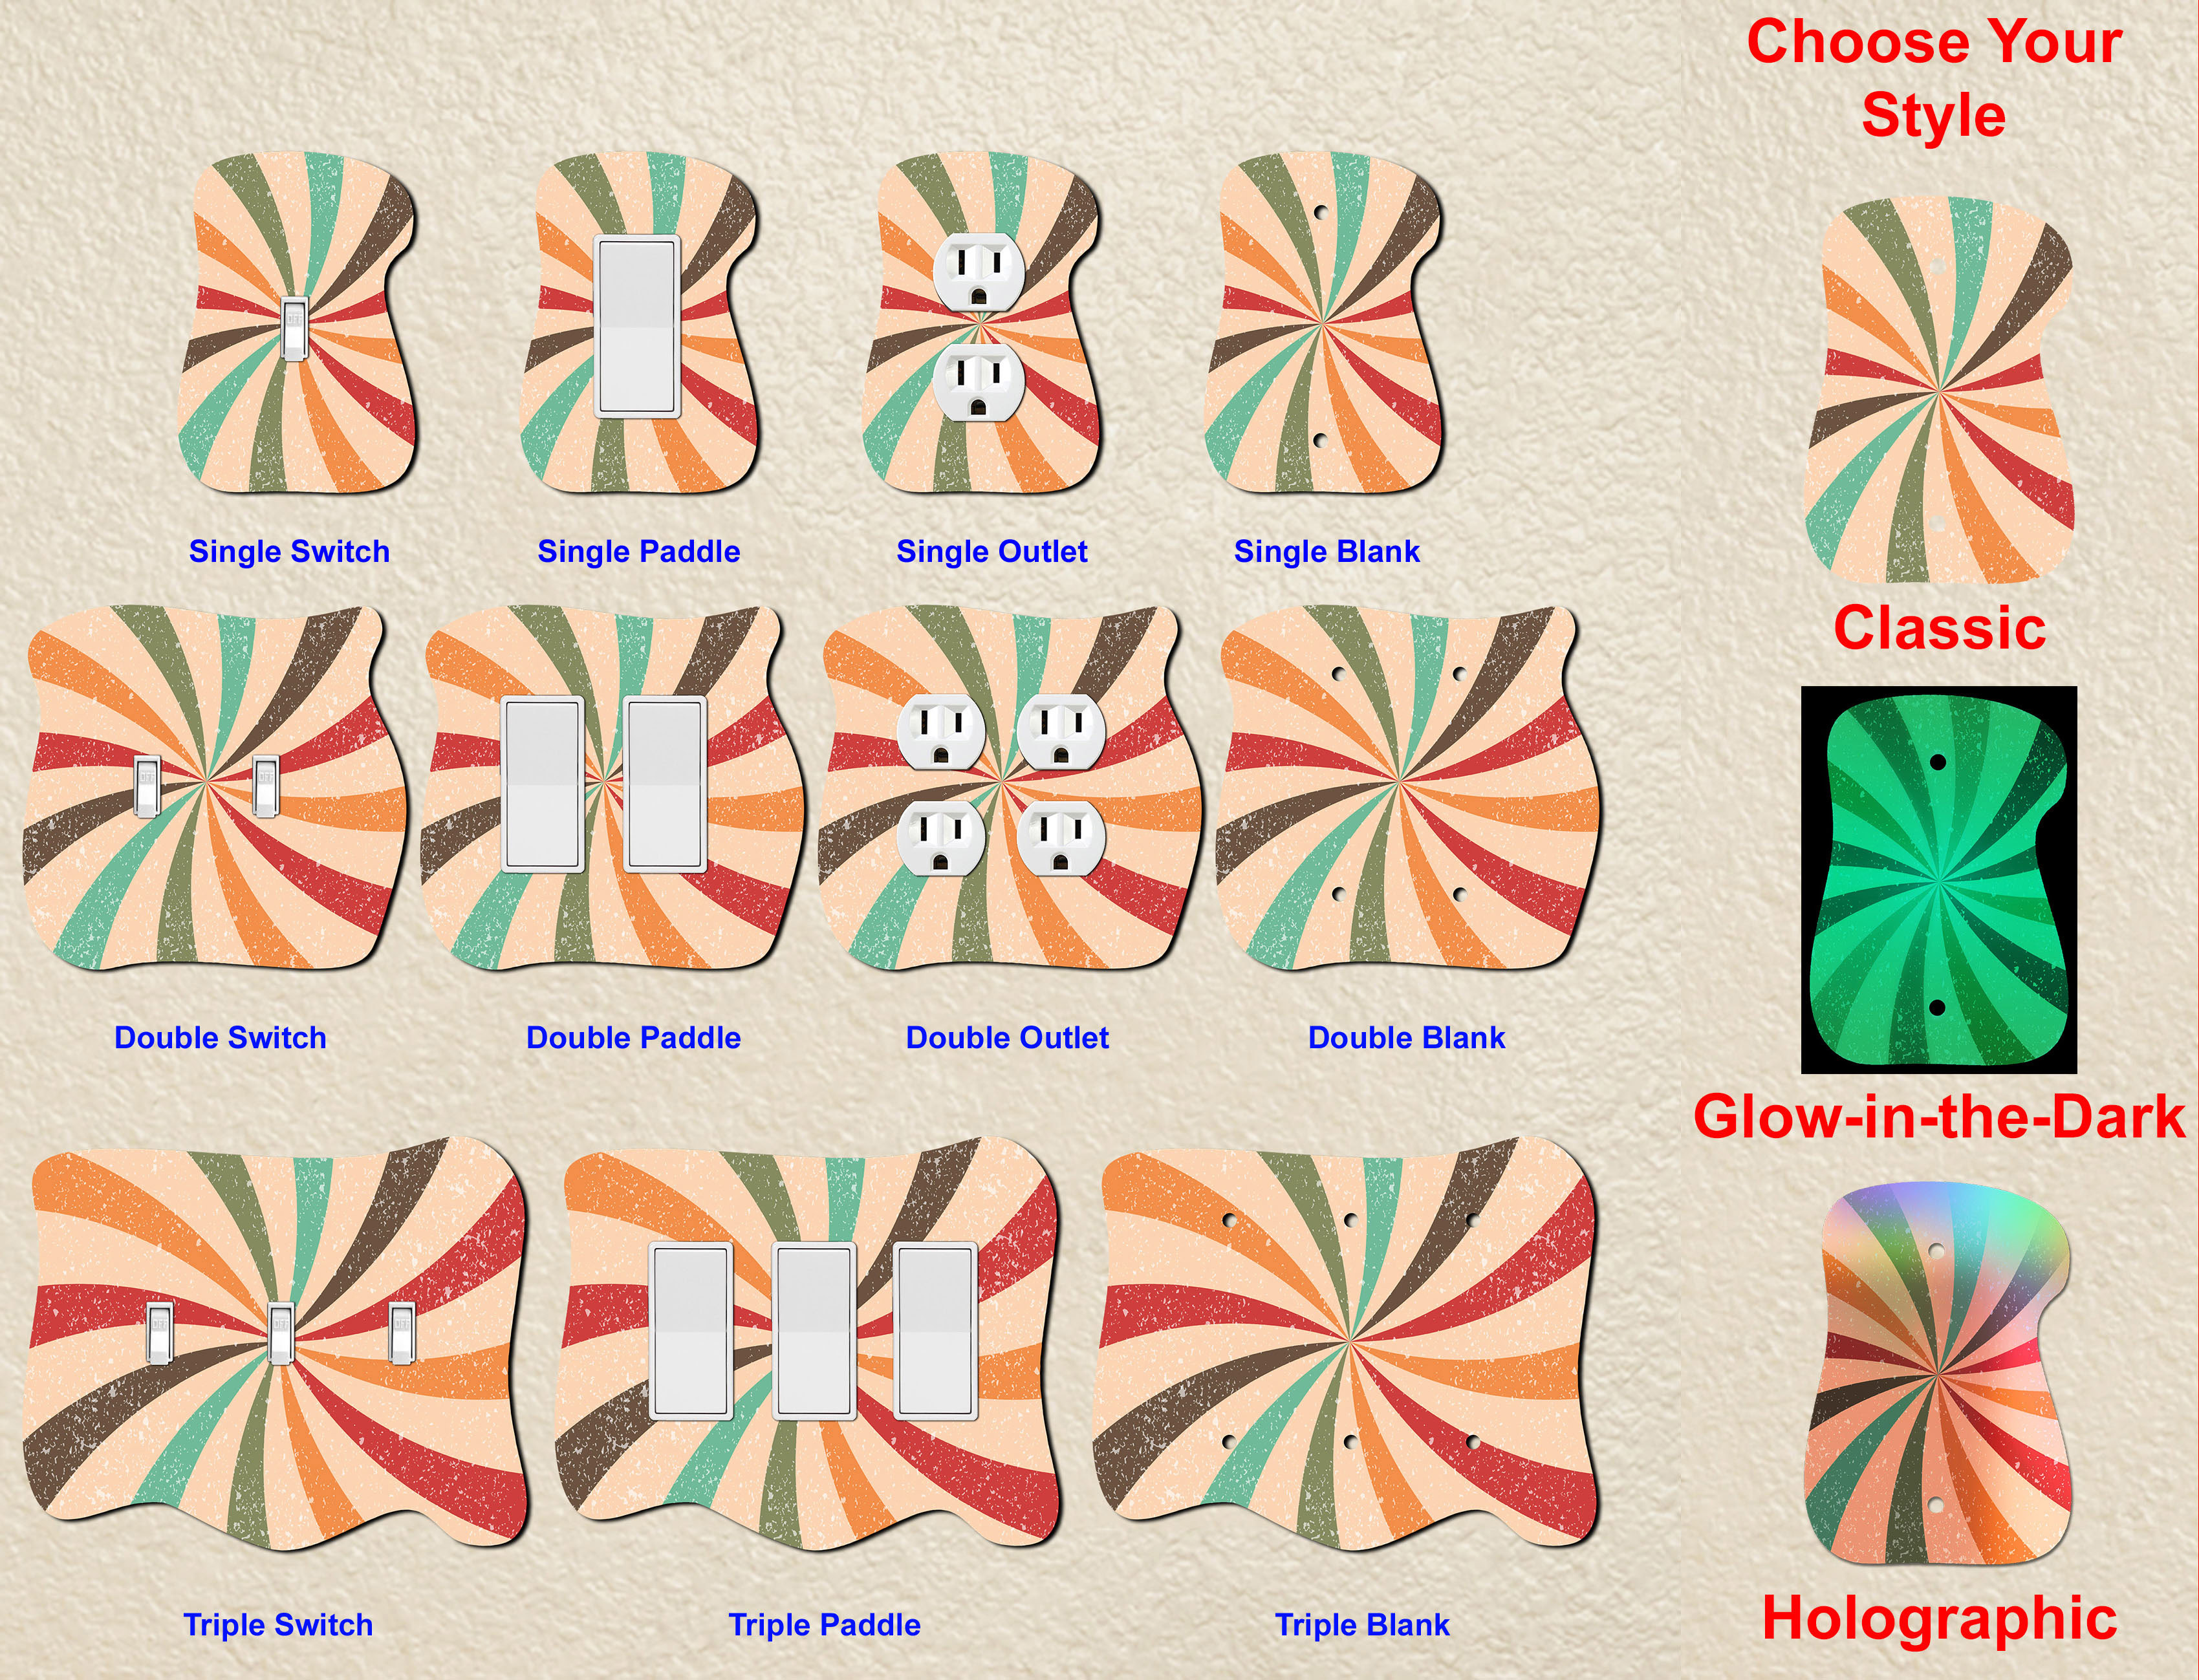 Choose Your
Style
Single Switch
Single Paddle
Single Outlet
Single Blank
Classic
Double Switch
Double Paddle
Double Outlet
Double Blank
Glow-in-the-Dark
Triple Switch
Triple Paddle
Triple Blank
Holographic